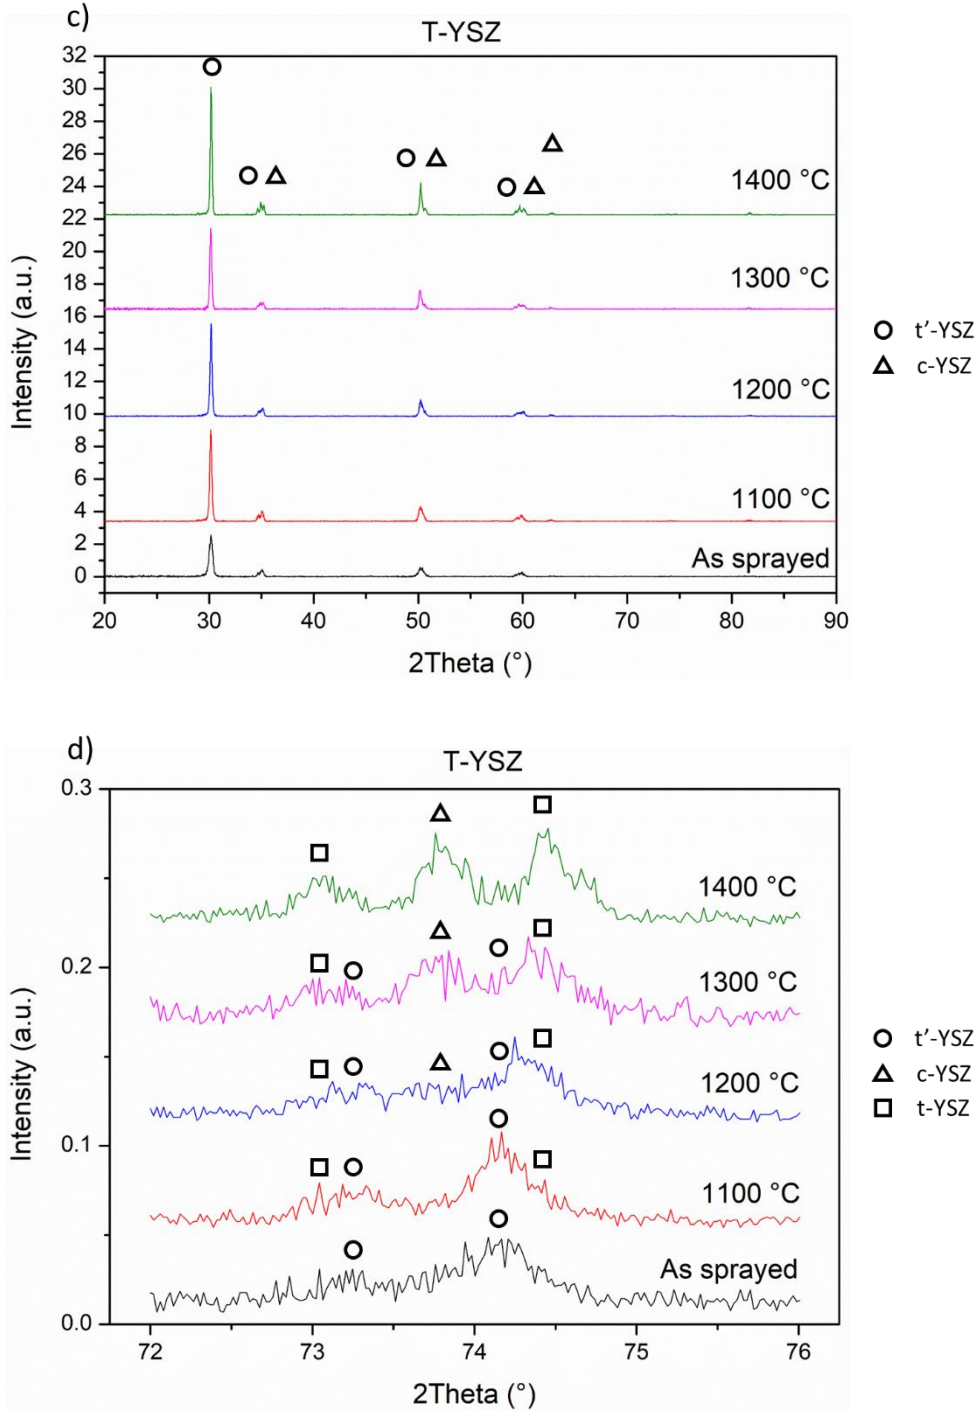 c)
T-YSZ
32
30
28
26
24
22
20
18
16
14
12
10
8
6
4
2
0
1400 °C
1300 °C
1200 °C
1100 °C
As sprayed
Intensity (a.u.)
20 30 40 50 60 70 80 90
2Theta (°)
t’-YSZ
c-YSZ
d)
T-YSZ
0.3
0.2
0.1
0.0
1400 °C
1300 °C
1200 °C
1100 °C
As sprayed
Intensity (a.u.)
72 73 74 75 76
2Theta (°)
t’-YSZ
c-YSZ
t-YSZ